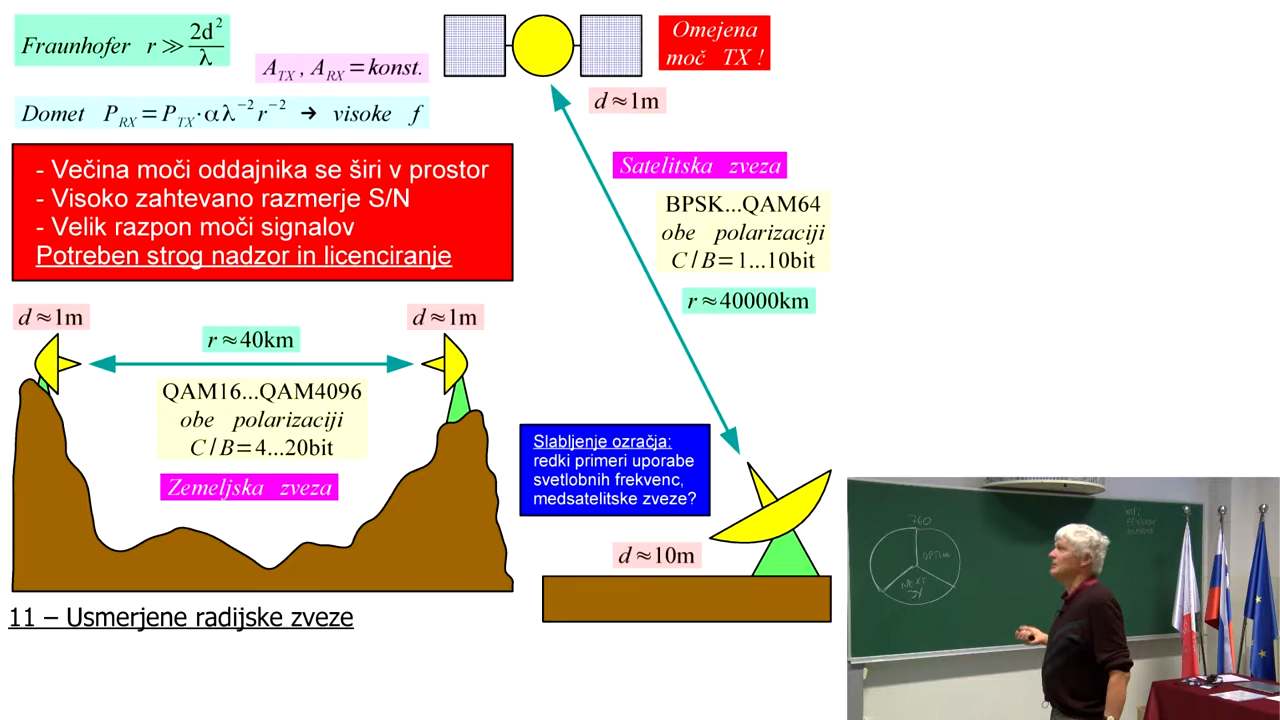 Fraunhofer r ≫ 2d²/λ
A_TX , A_RX = konst.
Domet P_RX = P_TX · αλ⁻² r⁻² → visoke f
- Večina moči oddajnika se širi v prostor
- Visoko zahtevano razmerje S/N
- Velik razpon moči signalov
Potreben strog nadzor in licenciranje
d ≈ 1m
r ≈ 40km
d ≈ 1m
QAM16...QAM4096
obe polarizaciji
C / B = 4...20bit
Zemeljska zveza
11 – Usmerjene radijske zveze
Omejena
moč TX !
d ≈ 1m
Satelitska zveza
BPSK...QAM64
obe polarizaciji
C / B = 1...10bit
r ≈ 40000km
Slabljenje ozračja:
redki primeri uporabe
svetlobnih frekvenc,
medsatelitske zveze?
d ≈ 10m
760
NEXT